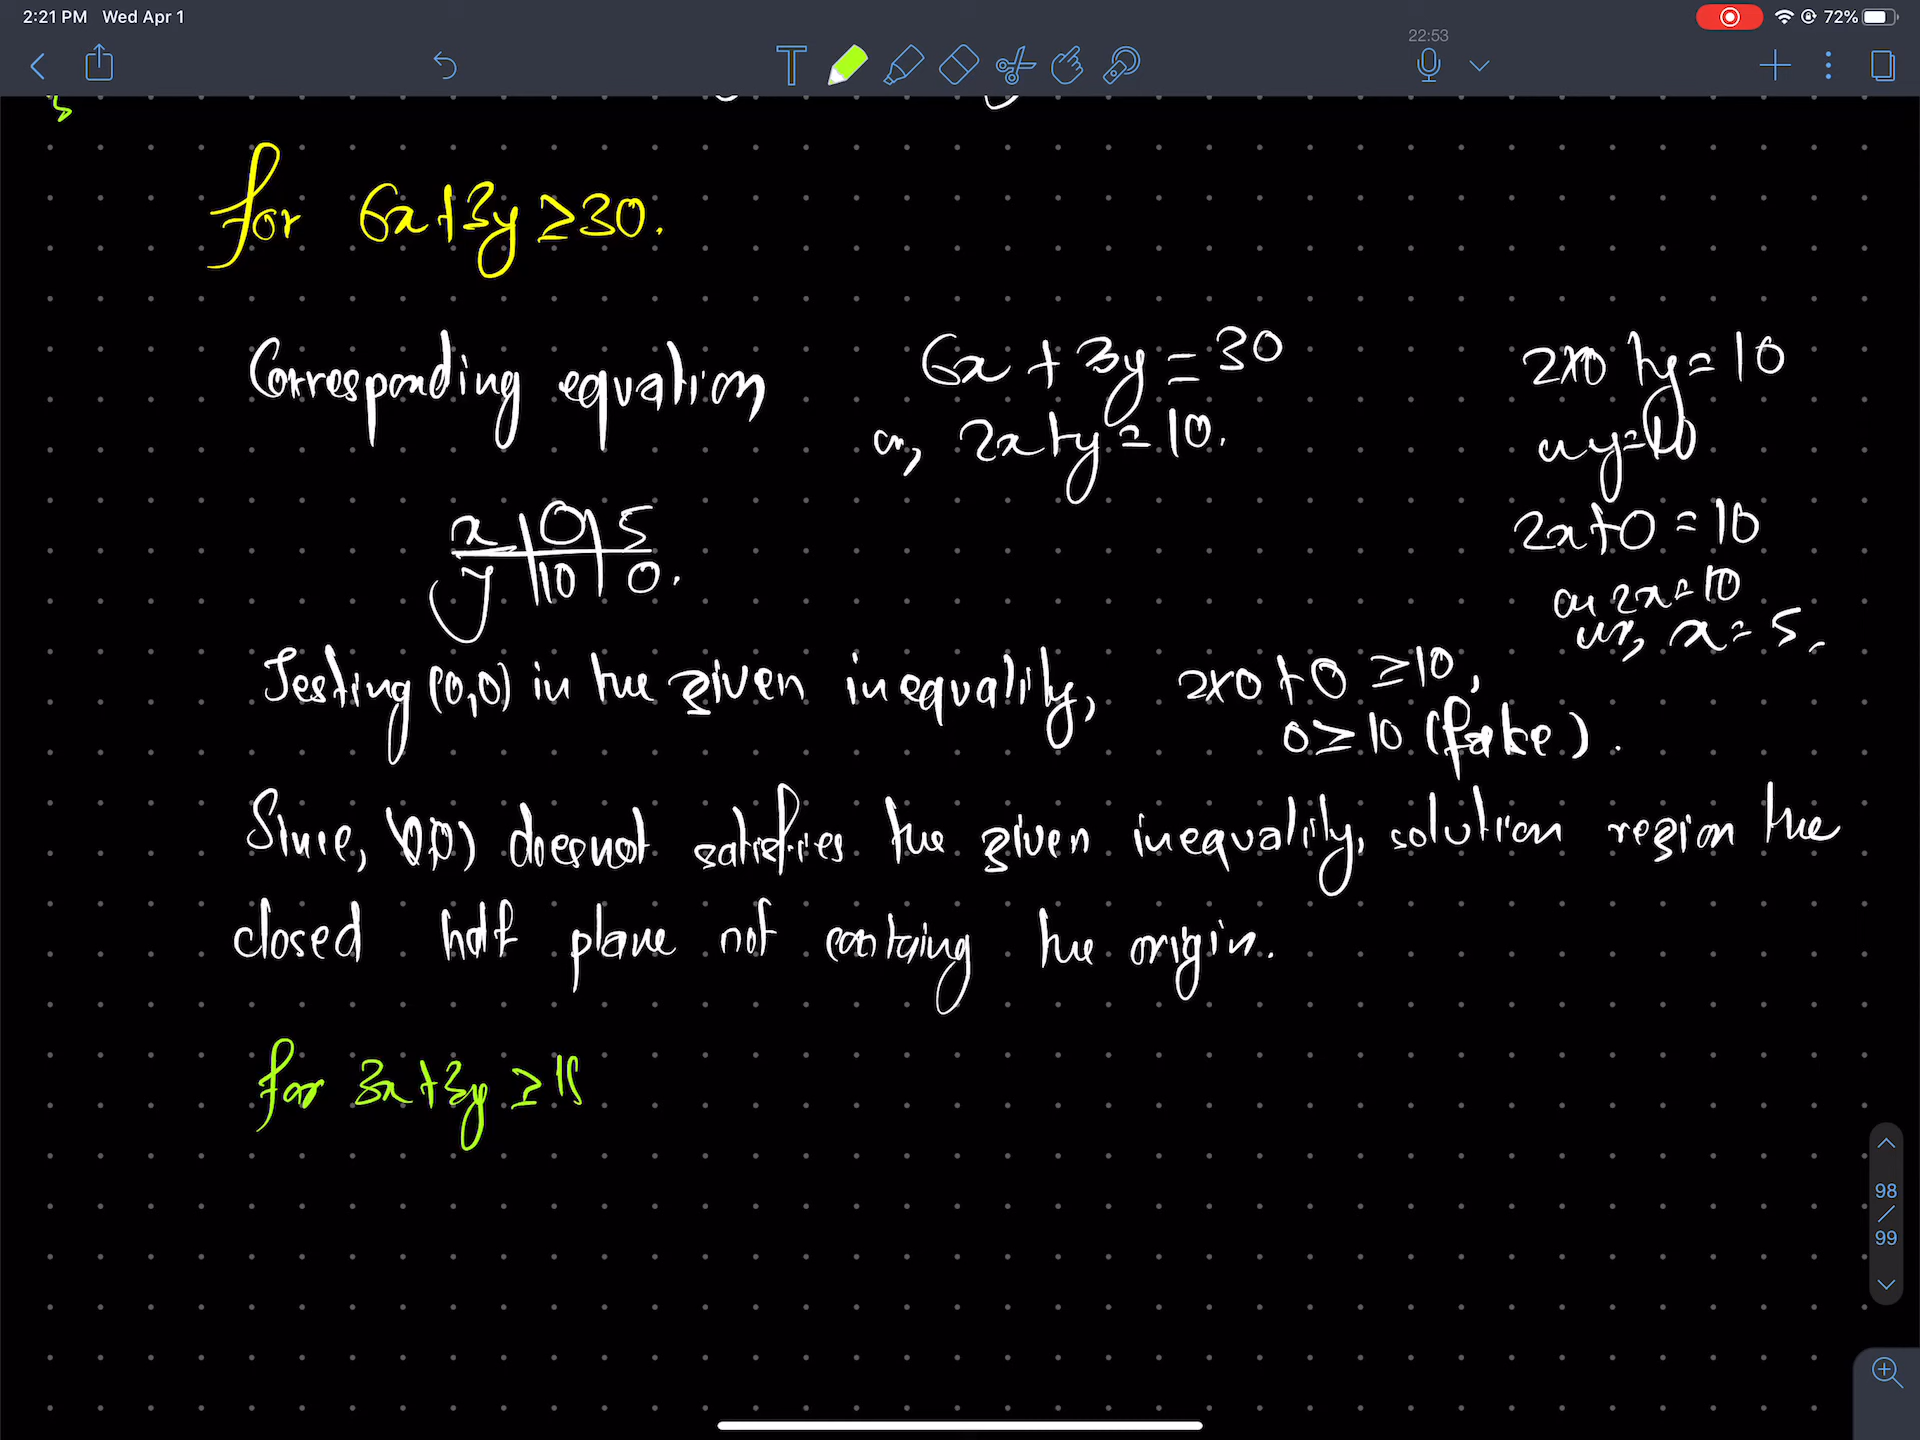 2:21 PM Wed Apr 1
72%
22:53
for 6x+3y ≥30.
Corresponding equation 6x + 3y = 30
or, 2x+y = 10.
2×0 +y = 10
or y=10
2x+0 = 10
or 2x=10
or, x = 5.
x | 0 | 5
y | 10 | 0.
Testing (0,0) in the given inequality, 2×0 +0 ≥10,
0≥10 (false).
Since, (0,0) doesnot satisfies the given inequality, solution region the
closed half plane not containg the origin.
for 3x+3y ≥ 15
98
/
99